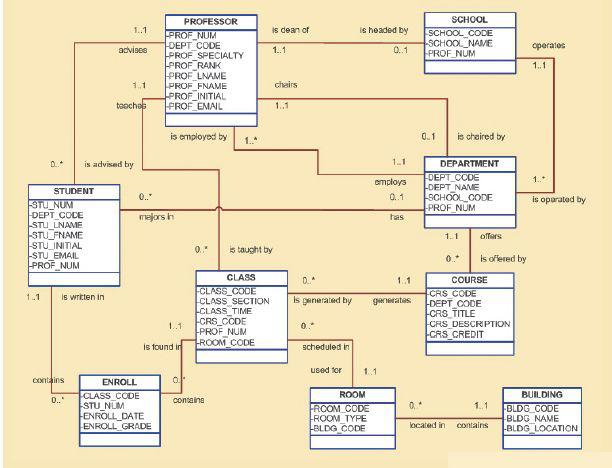 PROFESSOR
-PROF_NUM
-DEPT_CODE
-PROF_SPECIALTY
-PROF_RANK
-PROF_LNAME
-PROF_FNAME
-PROF_INITIAL
-PROF_EMAIL
SCHOOL
-SCHOOL_CODE
-SCHOOL_NAME
-PROF_NUM
1..1
advises
is dean of
1..1
is headed by
0..1
operates
1..1
1..1
teaches
chairs
1..1
is employed by
1..*
0..1
is chaired by
0..*
is advised by
1..1
employs
1..*
is operated by
DEPARTMENT
-DEPT_CODE
-DEPT_NAME
-SCHOOL_CODE
-PROF_NUM
STUDENT
-STU_NUM
-DEPT_CODE
-STU_LNAME
-STU_FNAME
-STU_INITIAL
-STU_EMAIL
-PROF_NUM
0..*
majors in
0..1
has
1..1
offers
0..*
is offered by
0..*
is taught by
CLASS
-CLASS_CODE
-CLASS_SECTION
-CLASS_TIME
-CRS_CODE
-PROF_NUM
-ROOM_CODE
0..*
is generated by
1..1
generates
COURSE
-CRS_CODE
-DEPT_CODE
-CRS_TITLE
-CRS_DESCRIPTION
-CRS_CREDIT
1..1
is written in
1..1
is found in
0..*
scheduled in
used for
1..1
contains
0..*
ENROLL
-CLASS_CODE
-STU_NUM
-ENROLL_DATE
-ENROLL_GRADE
0..*
contains
ROOM
-ROOM_CODE
-ROOM_TYPE
-BLDG_CODE
0..*
located in
1..1
contains
BUILDING
-BLDG_CODE
-BLDG_NAME
-BLDG_LOCATION